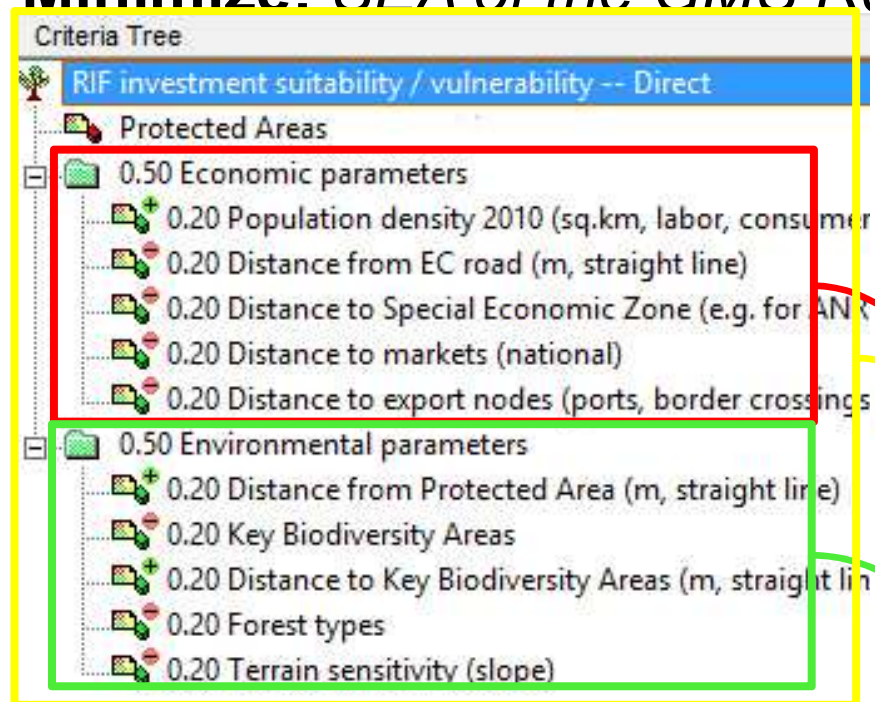 Criteria Tree
RIF investment suitability / vulnerability -- Direct
Protected Areas
0.50 Economic parameters
0.20 Population density 2010 (sq.km, labor, consumer
0.20 Distance from EC road (m, straight line)
0.20 Distance to Special Economic Zone (e.g. for ANR
0.20 Distance to markets (national)
0.20 Distance to export nodes (ports, border crossings
0.50 Environmental parameters
0.20 Distance from Protected Area (m, straight line)
0.20 Key Biodiversity Areas
0.20 Distance to Key Biodiversity Areas (m, straight lin
0.20 Forest types
0.20 Terrain sensitivity (slope)